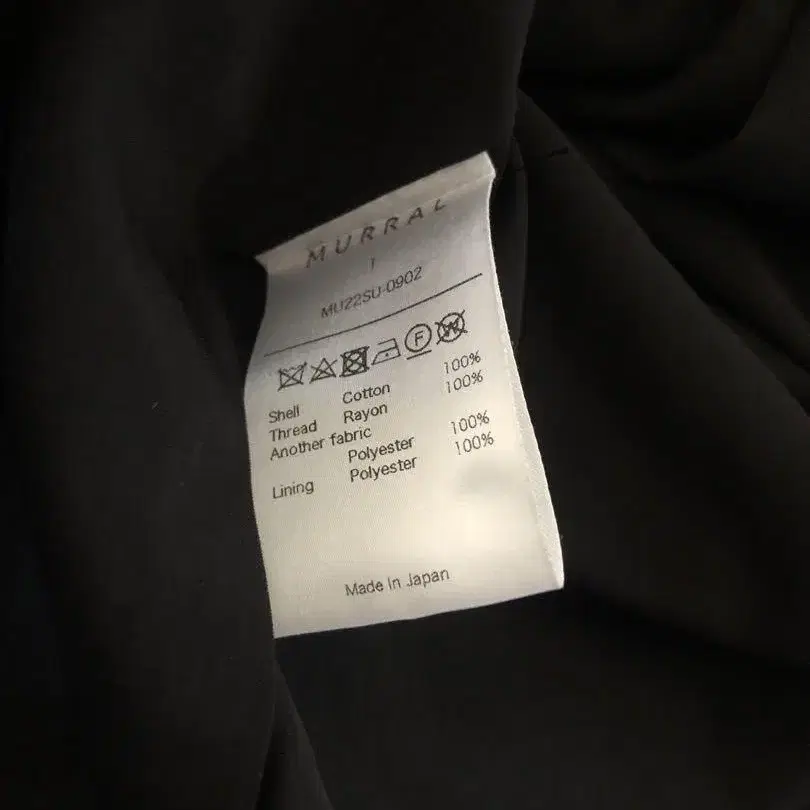 MURRAL
1
MU22SU-0902
F W
Shell Cotton 100%
Thread Rayon 100%
Another fabric
Polyester 100%
Lining Polyester 100%
Made In Japan